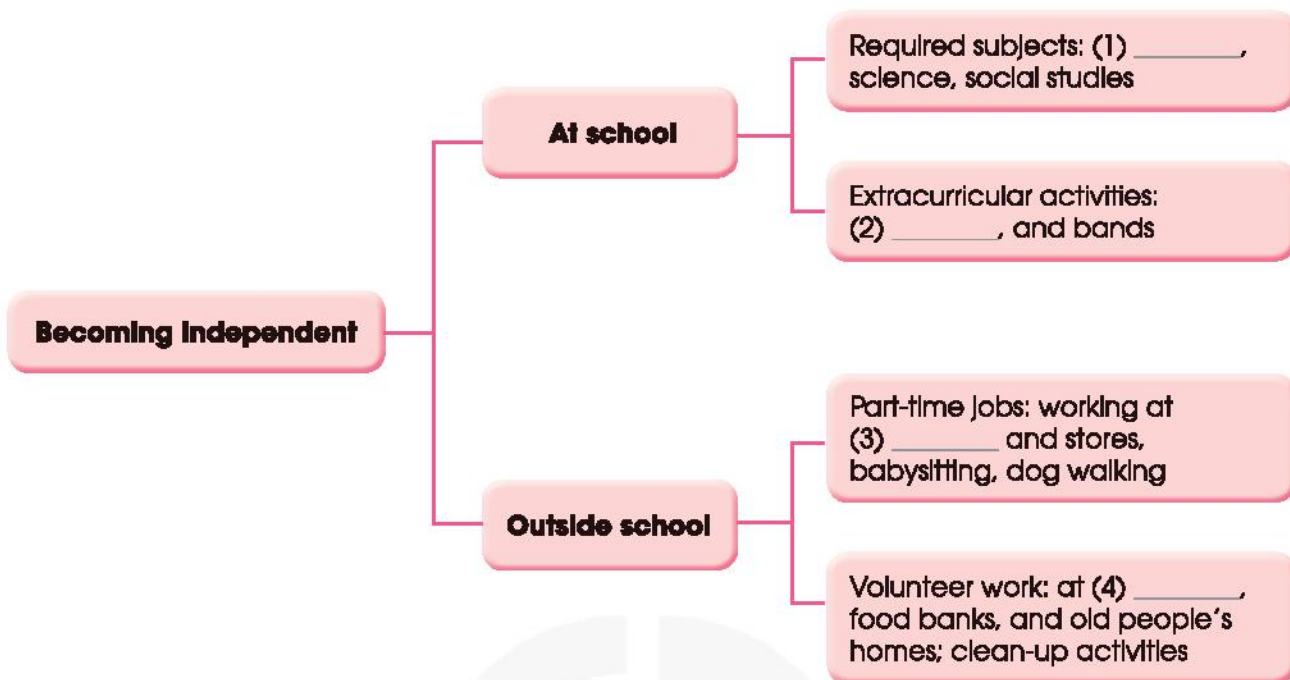 Becoming independent
At school
Required subjects: (1) ________,
science, social studies
Extracurricular activities:
(2) ________, and bands
Outside school
Part-time jobs: working at
(3) ________ and stores,
babysitting, dog walking
Volunteer work: at (4) ________,
food banks, and old people's
homes; clean-up activities